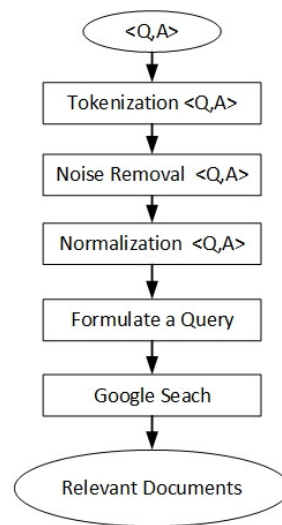 <Q,A>
Tokenization <Q,A>
Noise Removal <Q,A>
Normalization <Q,A>
Formulate a Query
Google Seach
Relevant Documents